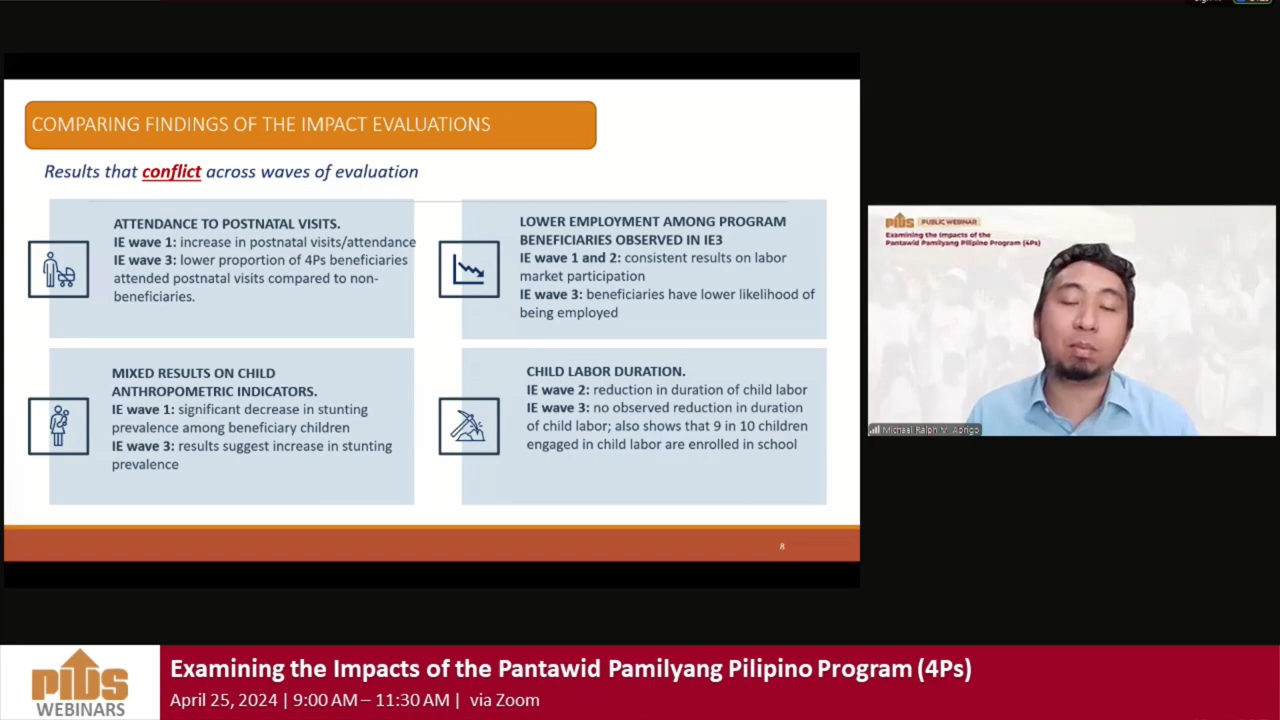 COMPARING FINDINGS OF THE IMPACT EVALUATIONS
Results that conflict across waves of evaluation
ATTENDANCE TO POSTNATAL VISITS.
IE wave 1: increase in postnatal visits/attendance
IE wave 3: lower proportion of 4Ps beneficiaries
attended postnatal visits compared to non-
beneficiaries.
LOWER EMPLOYMENT AMONG PROGRAM
BENEFICIARIES OBSERVED IN IE3
IE wave 1 and 2: consistent results on labor
market participation
IE wave 3: beneficiaries have lower likelihood of
being employed
MIXED RESULTS ON CHILD
ANTHROPOMETRIC INDICATORS.
IE wave 1: significant decrease in stunting
prevalence among beneficiary children
IE wave 3: results suggest increase in stunting
prevalence
CHILD LABOR DURATION.
IE wave 2: reduction in duration of child labor
IE wave 3: no observed reduction in duration
of child labor; also shows that 9 in 10 children
engaged in child labor are enrolled in school
8
PIDS PUBLIC WEBINAR
Examining the Impacts of the
Pantawid Pamilyang Pilipino Program (4Ps)
Michael Ralph M. Abrigo
PIDS
WEBINARS
Examining the Impacts of the Pantawid Pamilyang Pilipino Program (4Ps)
April 25, 2024 | 9:00 AM – 11:30 AM | via Zoom